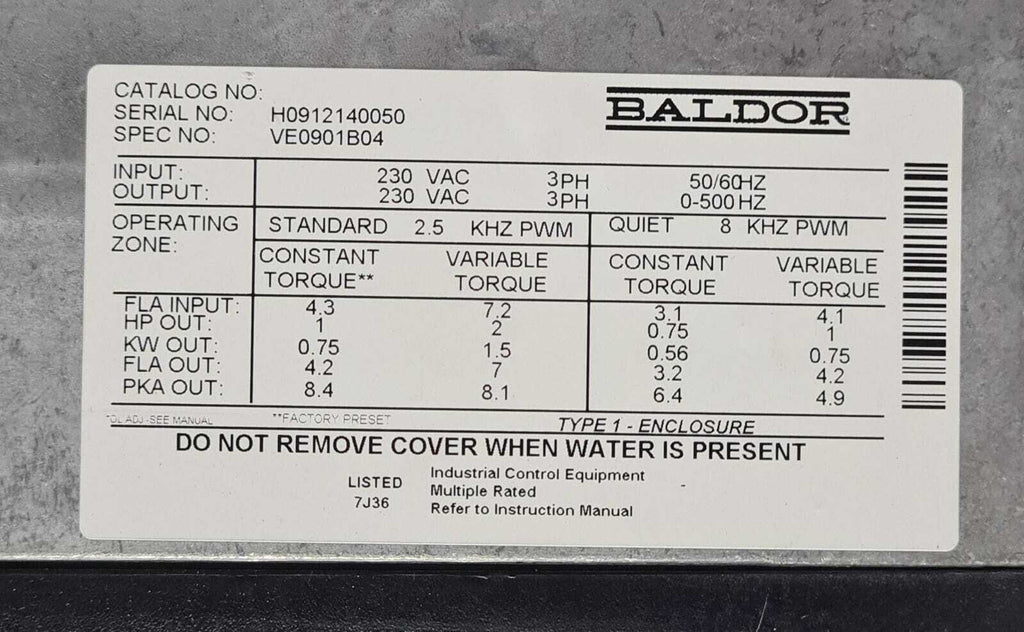 CATALOG NO:
SERIAL NO: H0912140050
SPEC NO: VE0901B04
BALDOR
INPUT: 230 VAC 3PH 50/60HZ
OUTPUT: 230 VAC 3PH 0-500 HZ
OPERATING ZONE: STANDARD 2.5 KHZ PWM QUIET 8 KHZ PWM
CONSTANT TORQUE** VARIABLE TORQUE CONSTANT TORQUE VARIABLE TORQUE
FLA INPUT: 4.3 7.2 3.1 4.1
HP OUT: 1 2 0.75 1
KW OUT: 0.75 1.5 0.56 0.75
FLA OUT: 4.2 7 3.2 4.2
PKA OUT: 8.4 8.1 6.4 4.9
*OL ADJ-SEE MANUAL **FACTORY PRESET TYPE 1 - ENCLOSURE
DO NOT REMOVE COVER WHEN WATER IS PRESENT
LISTED
7J36
Industrial Control Equipment
Multiple Rated
Refer to Instruction Manual